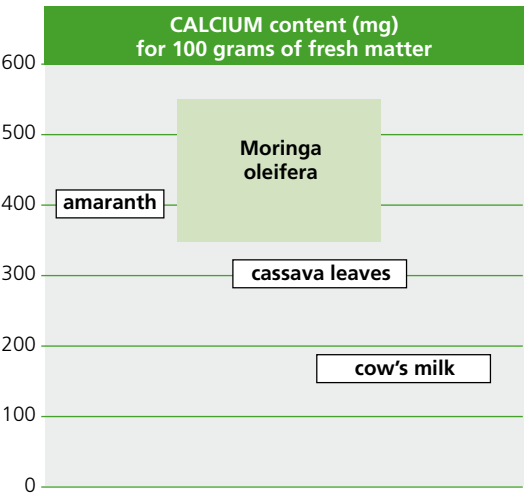 CALCIUM content (mg)
for 100 grams of fresh matter
600
500
Moringa
oleifera
400
amaranth
300
cassava leaves
200
cow's milk
100
0